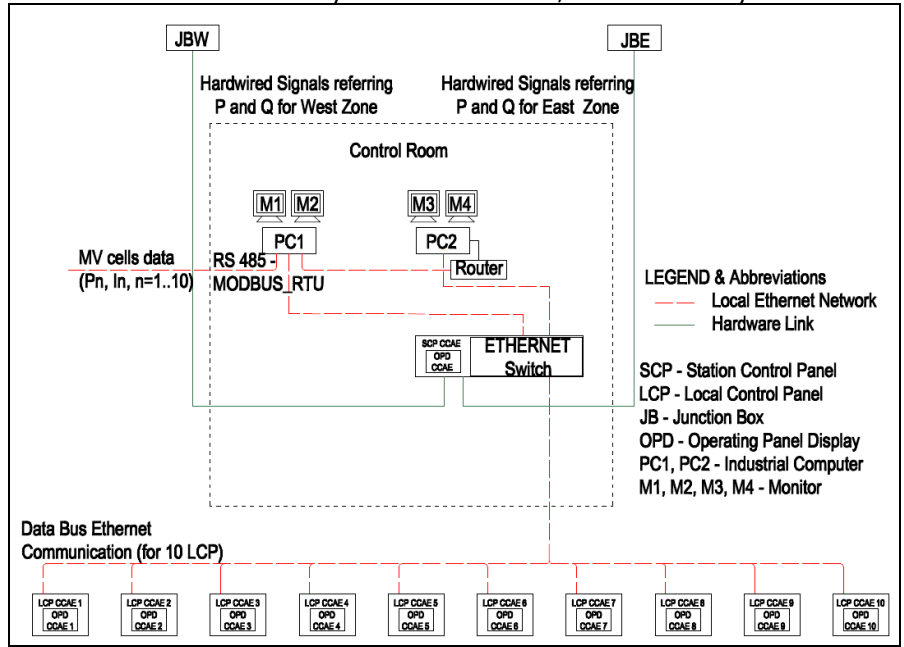 JBW
JBE
Hardwired Signals referring
P and Q for West Zone
Hardwired Signals referring
P and Q for East Zone
Control Room
M1
M2
M3
M4
PC1
PC2
Router
MV cells data
(Pn, In, n=1..10)
RS 485 -
MODBUS_RTU
LEGEND & Abbreviations
Local Ethernet Network
Hardware Link
SCP CCAE
OPD
CCAE
ETHERNET
Switch
SCP - Station Control Panel
LCP - Local Control Panel
JB - Junction Box
OPD - Operating Panel Display
PC1, PC2 - Industrial Computer
M1, M2, M3, M4 - Monitor
Data Bus Ethernet
Communication (for 10 LCP)
LCP CCAE 1
OPD
CCAE 1
LCP CCAE 2
OPD
CCAE 2
LCP CCAE 3
OPD
CCAE 3
LCP CCAE 4
OPD
CCAE 4
LCP CCAE 5
OPD
CCAE 5
LCP CCAE 6
OPD
CCAE 6
LCP CCAE 7
OPD
CCAE 7
LCP CCAE 8
OPD
CCAE 8
LCP CCAE 9
OPD
CCAE 9
LCP CCAE 10
OPD
CCAE 10